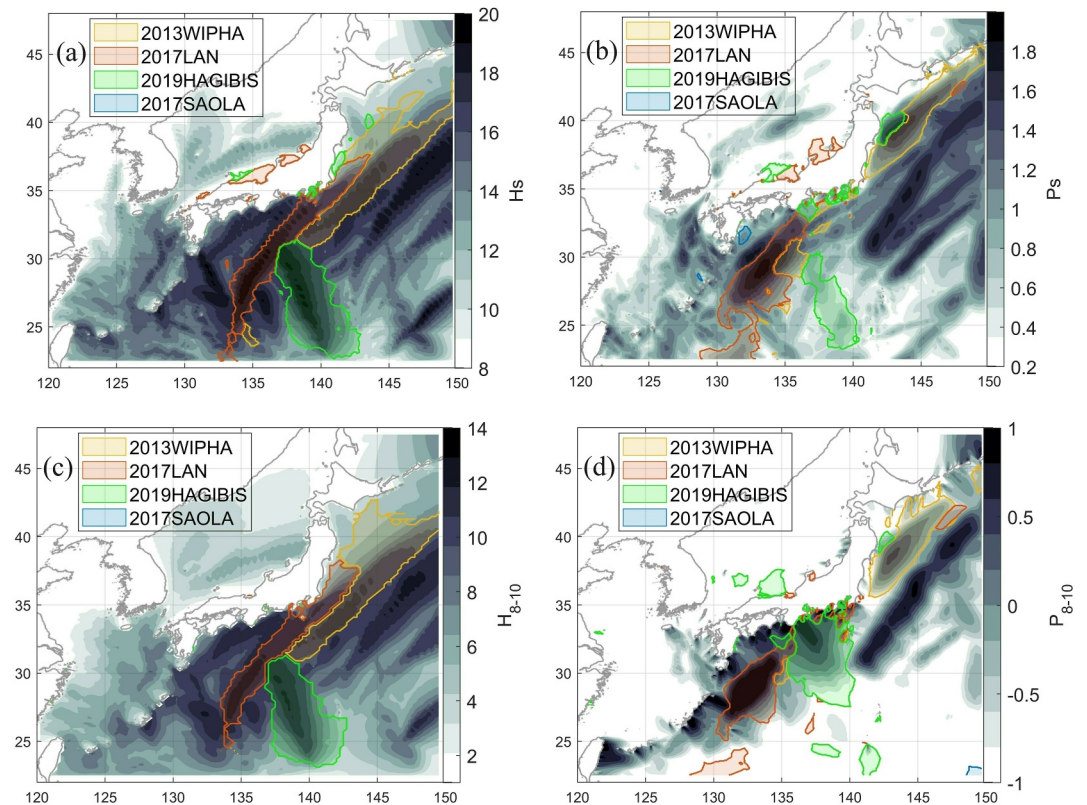 (a)
2013WIPHA
2017LAN
2019HAGIBIS
2017SAOLA
45
40
35
30
25
120 125 130 135 140 145 150
20
18
16
14
12
10
8
Hs
(b)
2013WIPHA
2017LAN
2019HAGIBIS
2017SAOLA
45
40
35
30
25
120 125 130 135 140 145 150
1.8
1.6
1.4
1.2
1
0.8
0.6
0.4
0.2
Ps
(c)
2013WIPHA
2017LAN
2019HAGIBIS
2017SAOLA
45
40
35
30
25
120 125 130 135 140 145 150
14
12
10
8
6
4
2
H8-10
(d)
2013WIPHA
2017LAN
2019HAGIBIS
2017SAOLA
45
40
35
30
25
120 125 130 135 140 145 150
1
0.5
0
-0.5
-1
P8-10